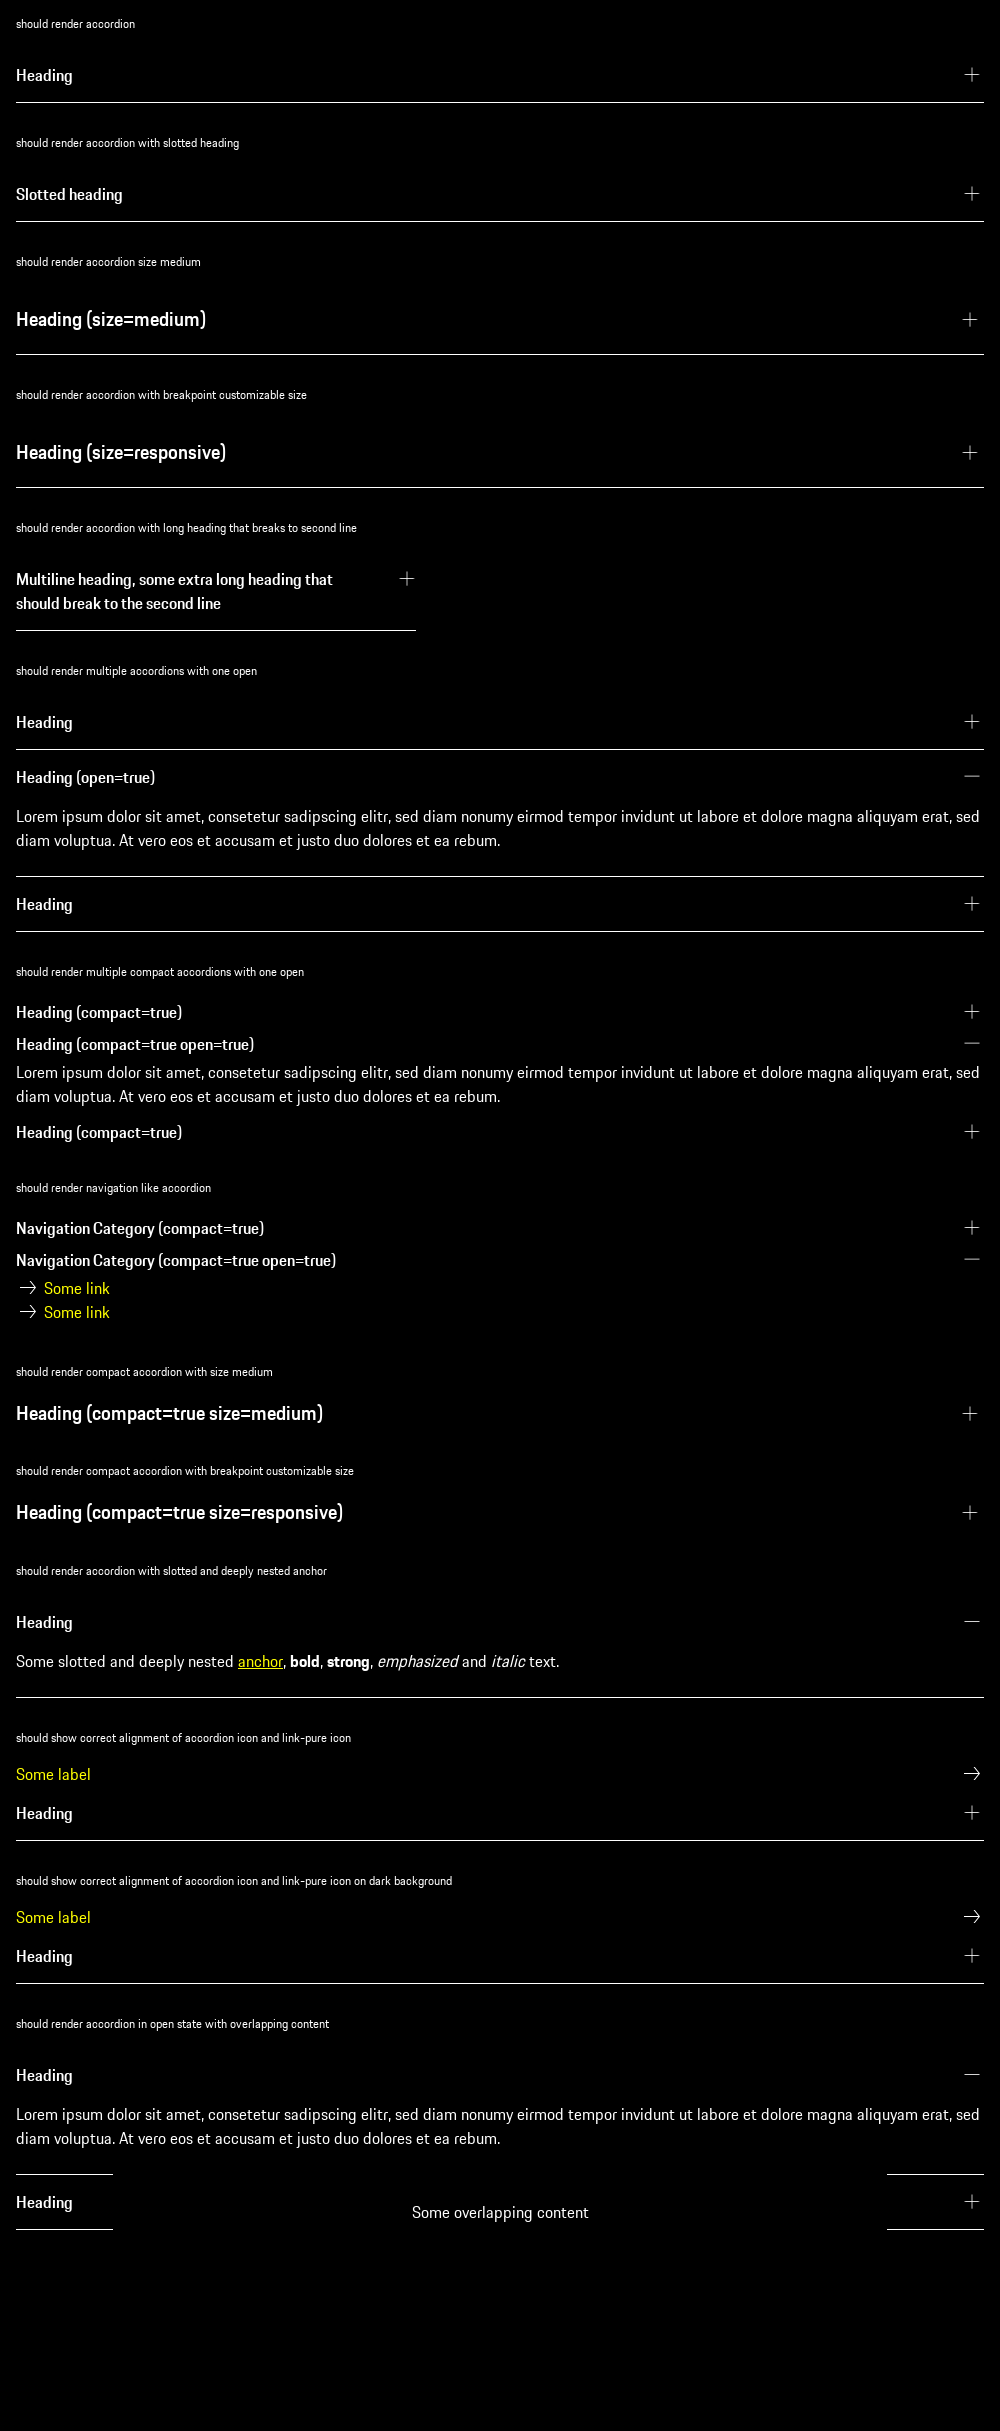 should render accordion
Heading
should render accordion with slotted heading
Slotted heading
should render accordion size medium
Heading (size=medium)
should render accordion with breakpoint customizable size
Heading (size=responsive)
should render accordion with long heading that breaks to second line
Multiline heading, some extra long heading that
should break to the second line
should render multiple accordions with one open
Heading
Heading (open=true)
Lorem ipsum dolor sit amet, consetetur sadipscing elitr, sed diam nonumy eirmod tempor invidunt ut labore et dolore magna aliquyam erat, sed
diam voluptua. At vero eos et accusam et justo duo dolores et ea rebum.
Heading
should render multiple compact accordions with one open
Heading (compact=true)
Heading (compact=true open=true)
Lorem ipsum dolor sit amet, consetetur sadipscing elitr, sed diam nonumy eirmod tempor invidunt ut labore et dolore magna aliquyam erat, sed
diam voluptua. At vero eos et accusam et justo duo dolores et ea rebum.
Heading (compact=true)
should render navigation like accordion
Navigation Category (compact=true)
Navigation Category (compact=true open=true)
Some link
Some link
should render compact accordion with size medium
Heading (compact=true size=medium)
should render compact accordion with breakpoint customizable size
Heading (compact=true size=responsive)
should render accordion with slotted and deeply nested anchor
Heading
Some slotted and deeply nested anchor, bold, strong, emphasized and italic text.
should show correct alignment of accordion icon and link-pure icon
Some label
Heading
should show correct alignment of accordion icon and link-pure icon on dark background
Some label
Heading
should render accordion in open state with overlapping content
Heading
Lorem ipsum dolor sit amet, consetetur sadipscing elitr, sed diam nonumy eirmod tempor invidunt ut labore et dolore magna aliquyam erat, sed
diam voluptua. At vero eos et accusam et justo duo dolores et ea rebum.
Heading
Some overlapping content